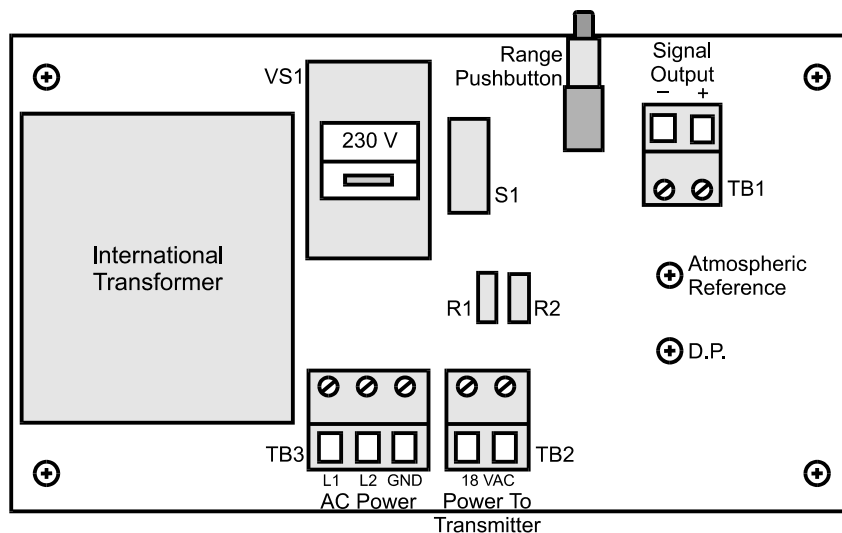 Range
Pushbutton
Signal
Output
− +
VS1
230 V
S1
TB1
International
Transformer
Atmospheric
Reference
R1
R2
D.P.
TB3
TB2
L1 L2 GND
18 VAC
AC Power
Power To
Transmitter